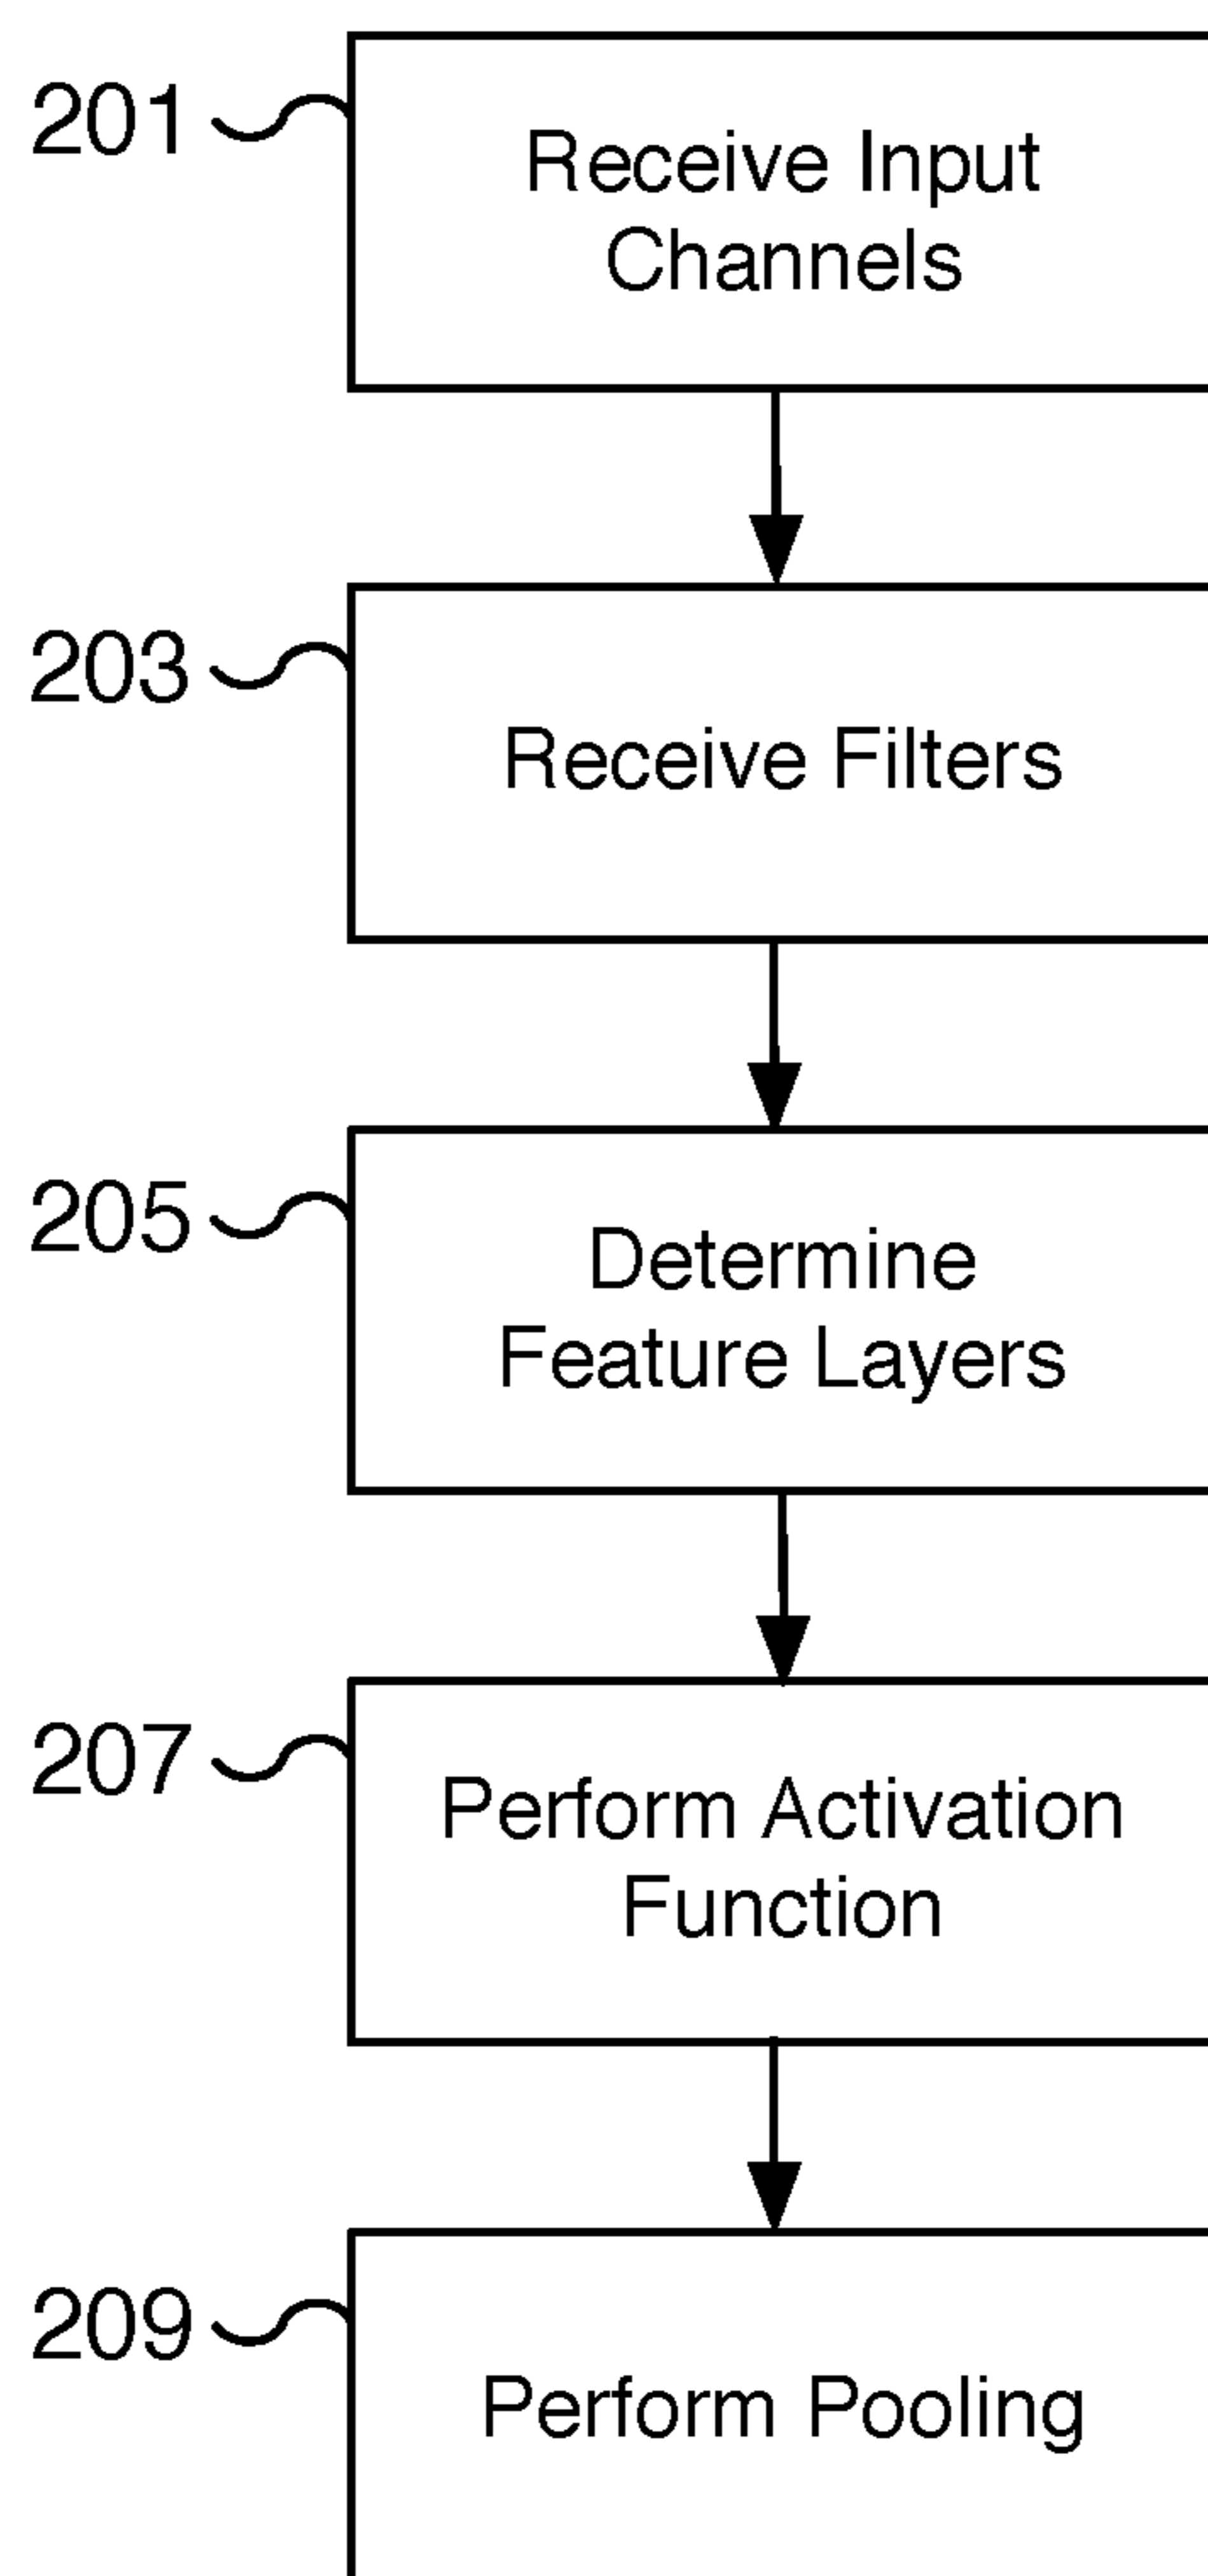 201
Receive Input
Channels
203
Receive Filters
205
Determine
Feature Layers
207
Perform Activation
Function
209
Perform Pooling